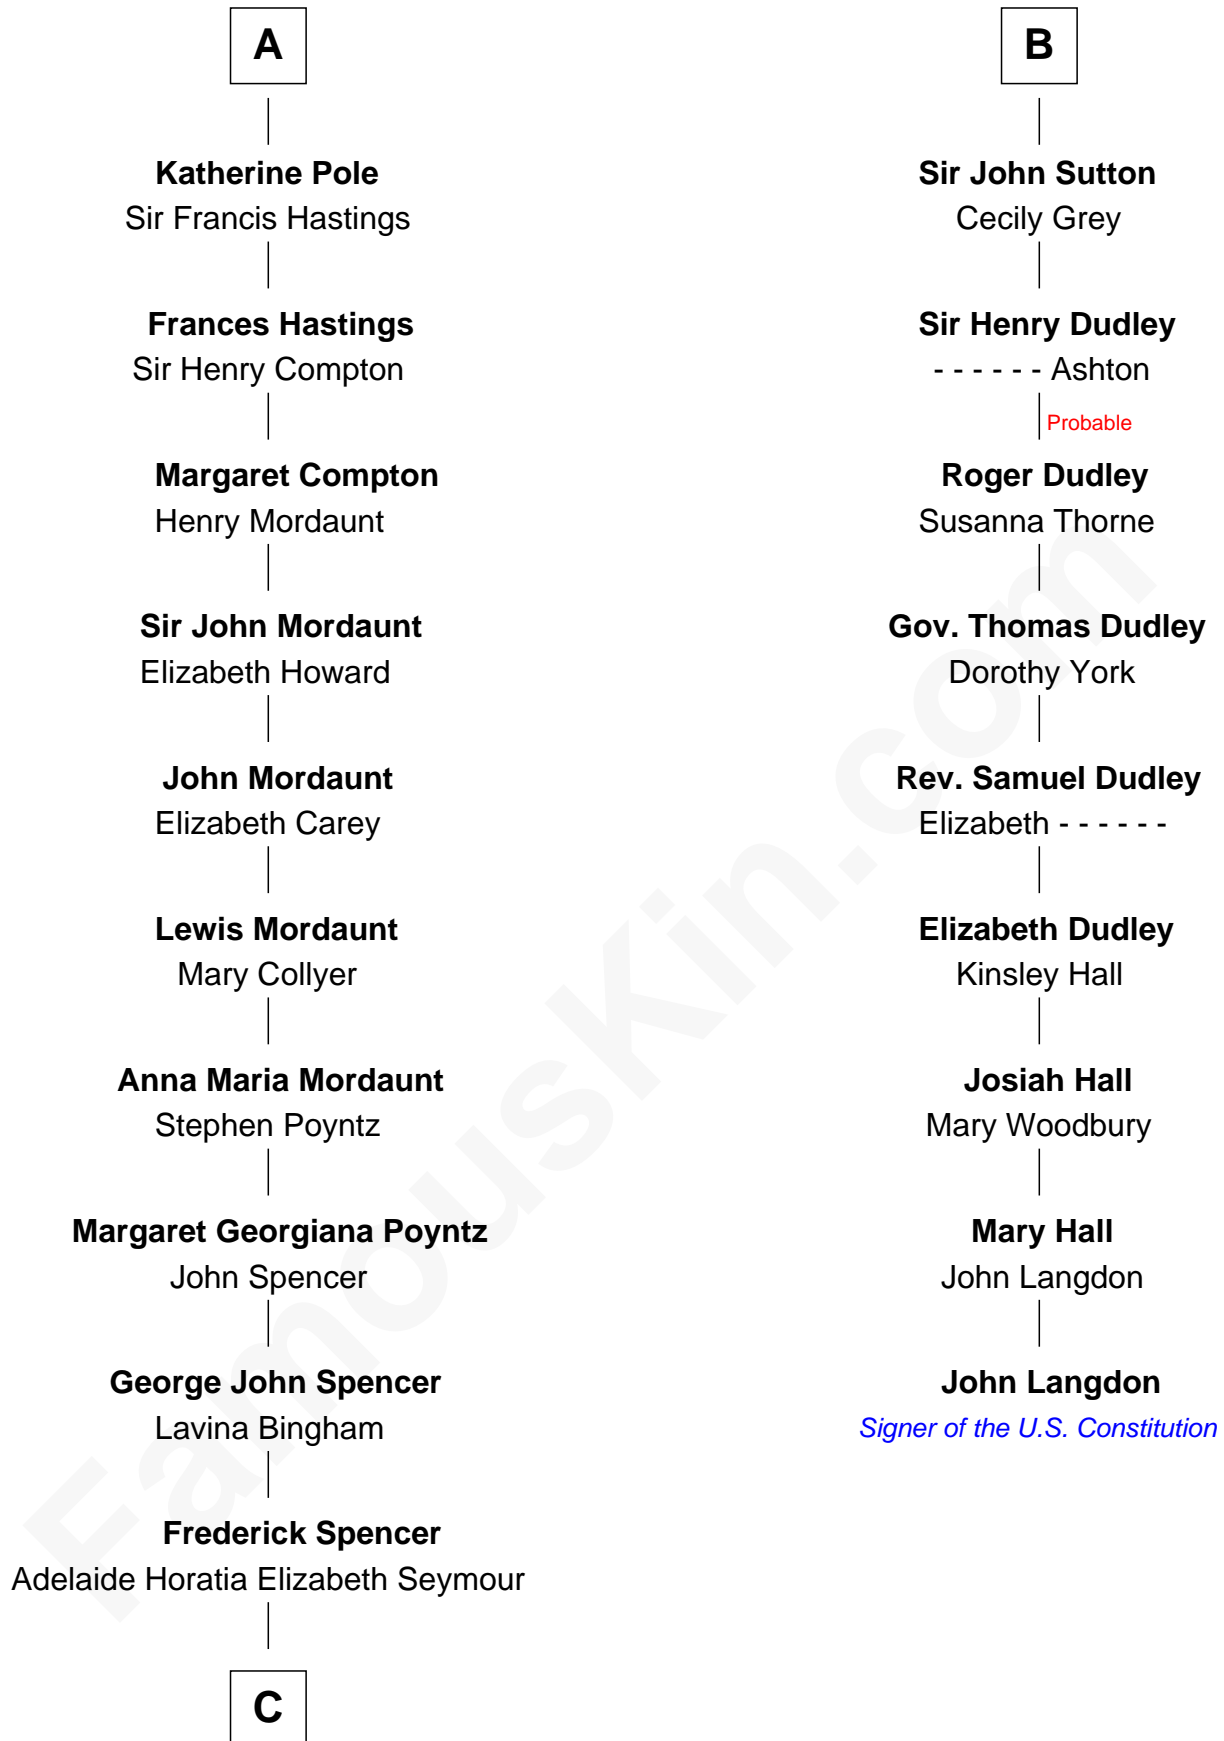 A
Katherine Pole
Sir Francis Hastings
Frances Hastings
Sir Henry Compton
Margaret Compton
Henry Mordaunt
Sir John Mordaunt
Elizabeth Howard
John Mordaunt
Elizabeth Carey
Lewis Mordaunt
Mary Collyer
Anna Maria Mordaunt
Stephen Poyntz
Margaret Georgiana Poyntz
John Spencer
George John Spencer
Lavina Bingham
Frederick Spencer
Adelaide Horatia Elizabeth Seymour
C
B
Sir John Sutton
Cecily Grey
Sir Henry Dudley
- - - - - - Ashton
Probable
Roger Dudley
Susanna Thorne
Gov. Thomas Dudley
Dorothy York
Rev. Samuel Dudley
Elizabeth - - - - - -
Elizabeth Dudley
Kinsley Hall
Josiah Hall
Mary Woodbury
Mary Hall
John Langdon
John Langdon
Signer of the U.S. Constitution
FamousKin.com